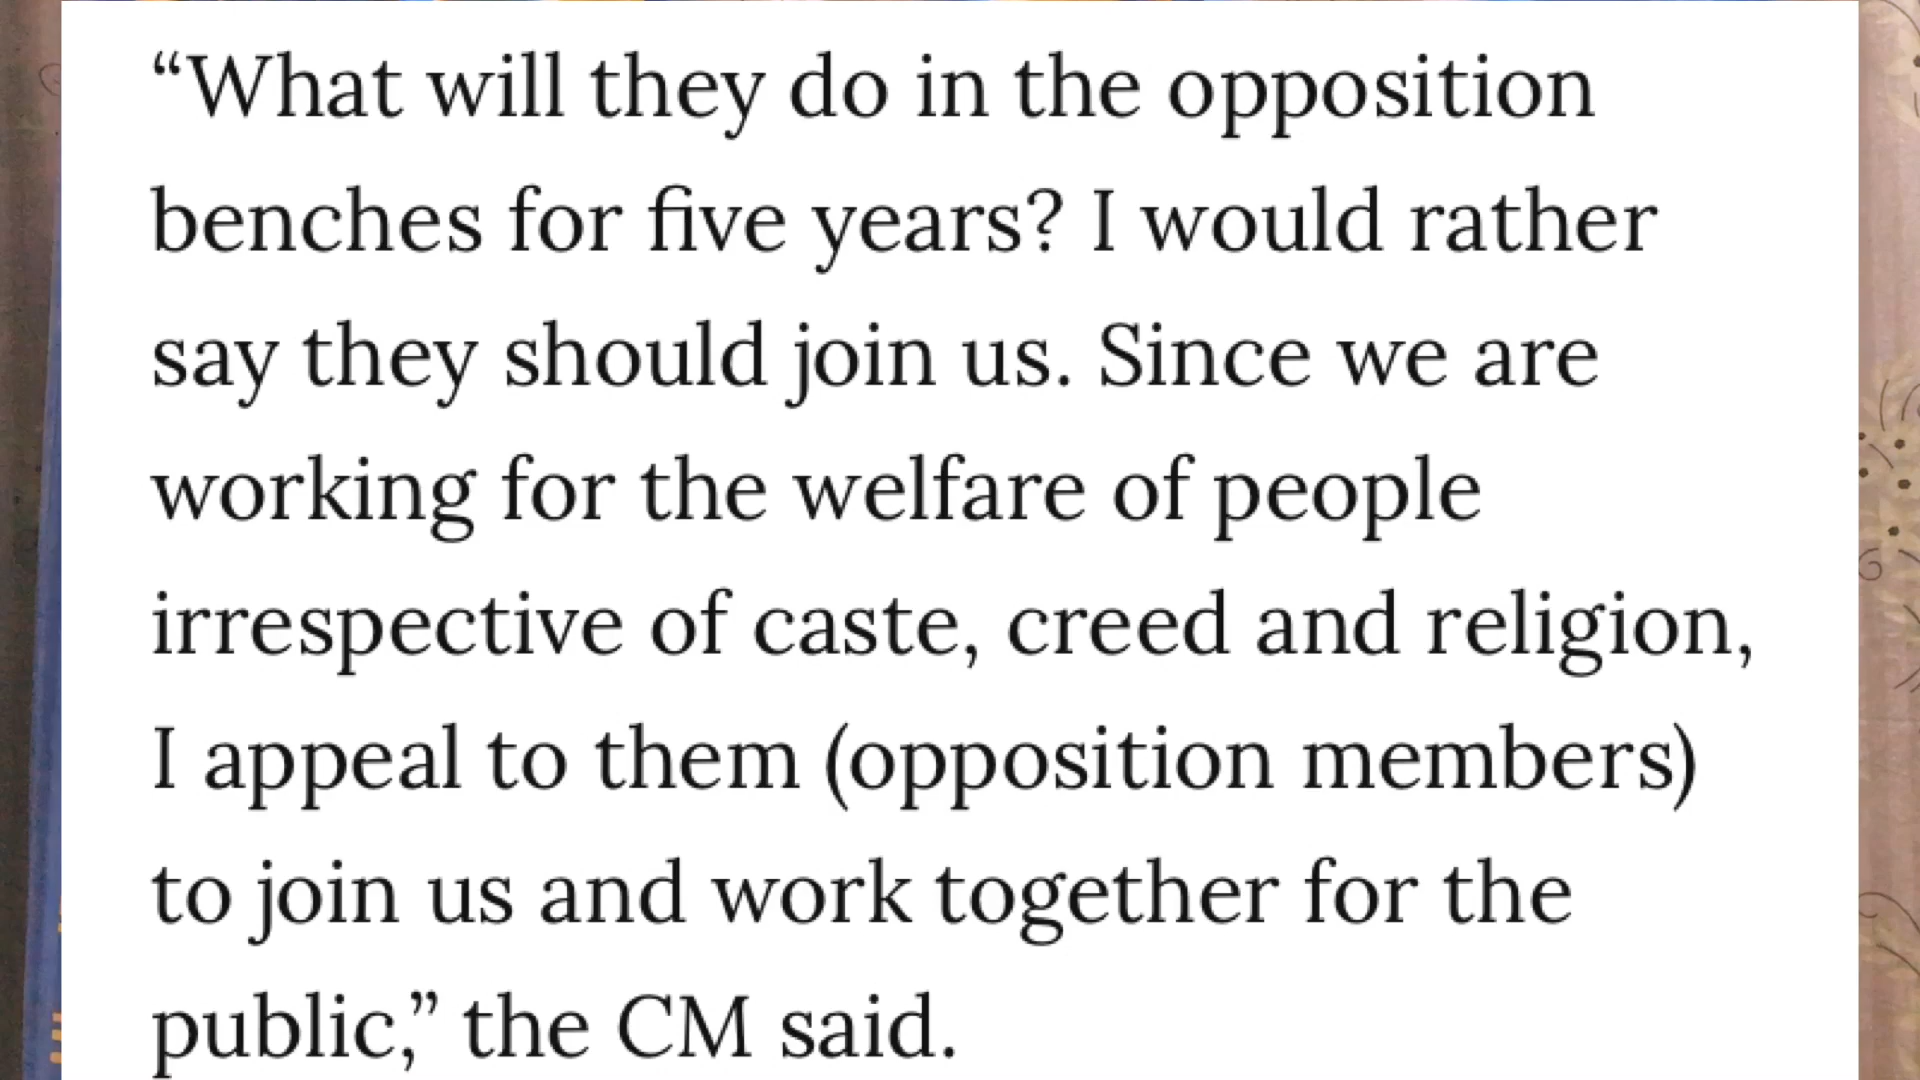 “What will they do in the opposition
benches for five years? I would rather
say they should join us. Since we are
working for the welfare of people
irrespective of caste, creed and religion,
I appeal to them (opposition members)
to join us and work together for the
public,” the CM said.